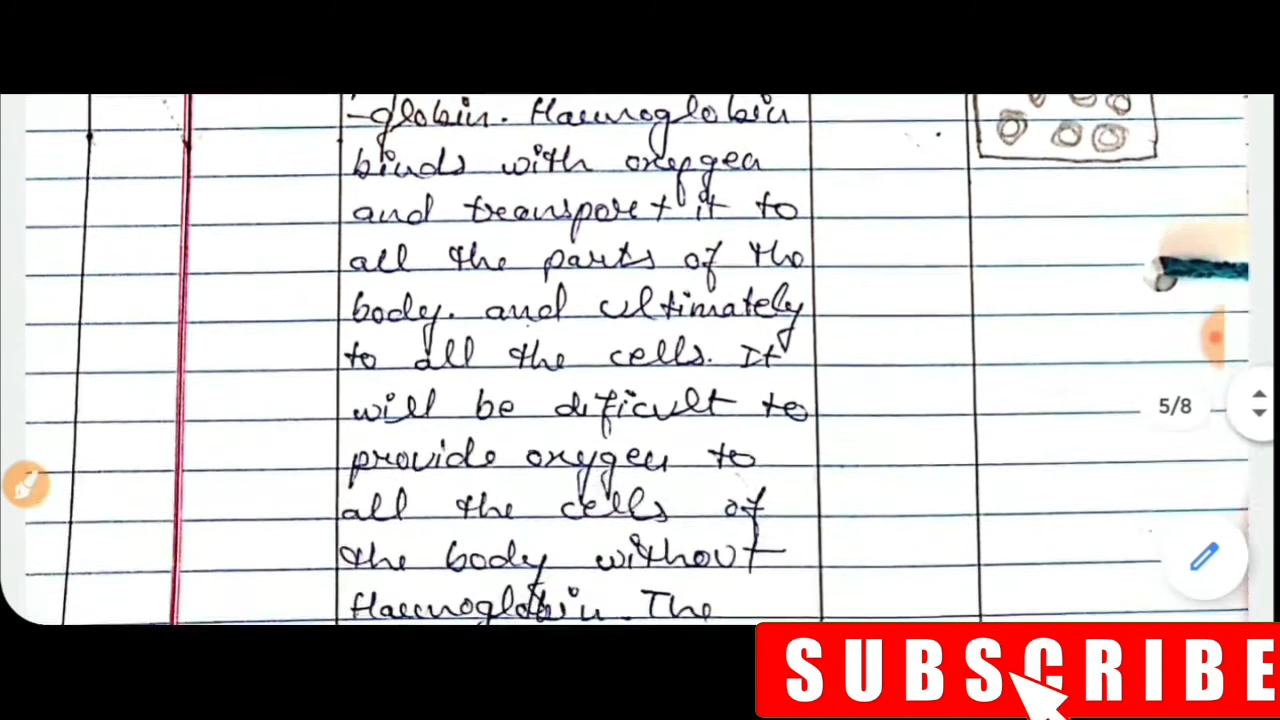 -globin. Haemoglobin
binds with oxygen
and transport it to
all the parts of the
body. and ultimately
to all the cells. It
will be dificult to
provide oxygen to
all the cells of
the body without
Haemoglobin. The
5/8
SUBSCRIBE